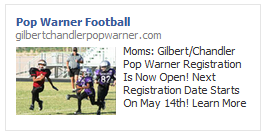 Pop Warner Football
gilbertchandlerpopwarner.com
Moms: Gilbert/Chandler
Pop Warner Registration
Is Now Open! Next
Registration Date Starts
On May 14th! Learn More
87